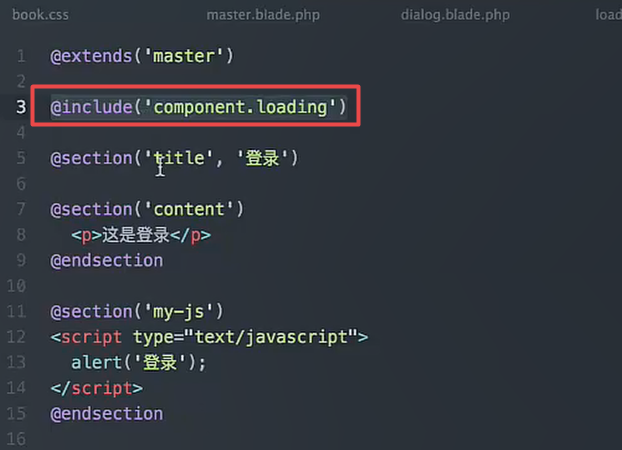 book.css master.blade.php dialog.blade.php load
1 @extends('master')
2
3 @include('component.loading')
4
5 @section('title', '登录')
6
7 @section('content')
8 <p>这是登录</p>
9 @endsection
10
11 @section('my-js')
12 <script type="text/javascript">
13 alert('登录');
14 </script>
15 @endsection
16